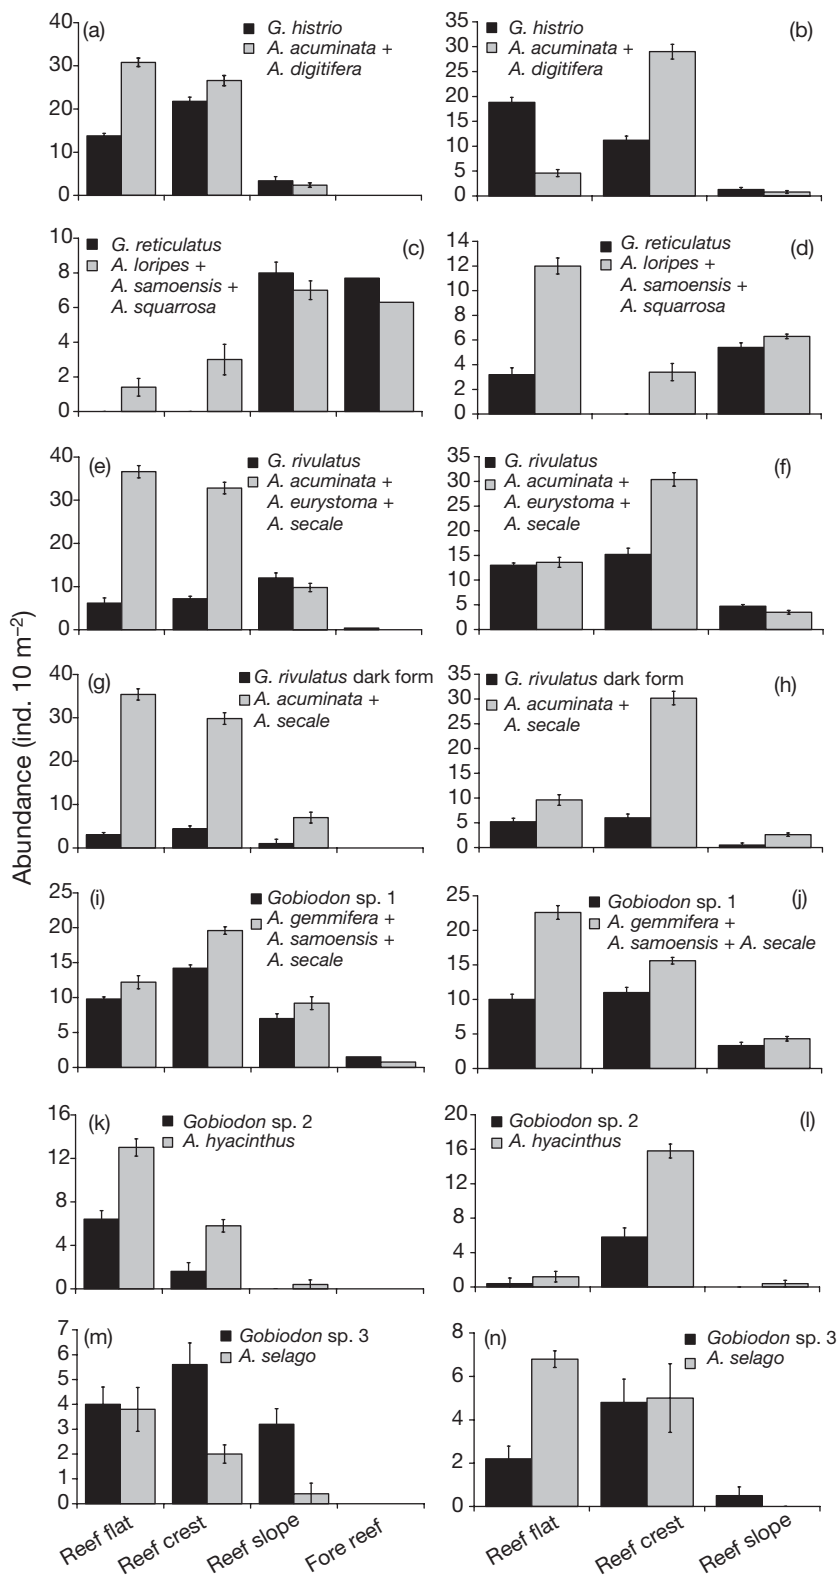 Abundance (ind. 10 m⁻²)
(a)
G. histrio
A. acuminata +
A. digitifera
40
30
20
10
0
(b)
G. histrio
A. acuminata +
A. digitifera
35
30
25
20
15
10
5
0
(c)
G. reticulatus
A. loripes +
A. samoensis +
A. squarrosa
10
8
6
4
2
0
(d)
G. reticulatus
A. loripes +
A. samoensis +
A. squarrosa
14
12
10
8
6
4
2
0
(e)
G. rivulatus
A. acuminata +
A. eurystoma +
A. secale
40
30
20
10
0
(f)
G. rivulatus
A. acuminata +
A. eurystoma +
A. secale
35
30
25
20
15
10
5
0
(g)
G. rivulatus dark form
A. acuminata +
A. secale
40
30
20
10
0
(h)
G. rivulatus dark form
A. acuminata +
A. secale
35
30
25
20
15
10
5
0
(i)
Gobiodon sp. 1
A. gemmifera +
A. samoensis +
A. secale
25
20
15
10
5
0
(j)
Gobiodon sp. 1
A. gemmifera +
A. samoensis + A. secale
25
20
15
10
5
0
(k)
Gobiodon sp. 2
A. hyacinthus
16
12
8
4
0
(l)
Gobiodon sp. 2
A. hyacinthus
20
16
12
8
4
0
(m)
Gobiodon sp. 3
A. selago
7
6
5
4
3
2
1
0
Reef flat
Reef crest
Reef slope
Fore reef
(n)
Gobiodon sp. 3
A. selago
8
6
4
2
0
Reef flat
Reef crest
Reef slope